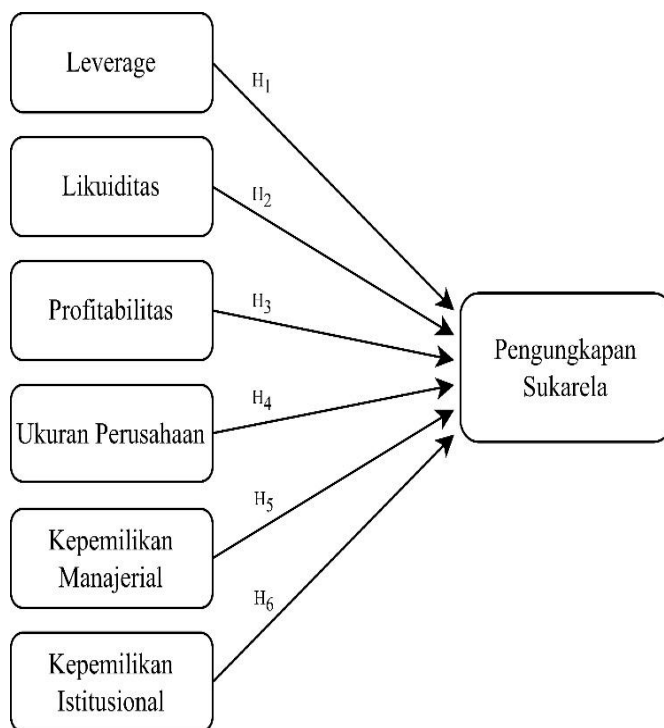 Leverage
H1
Likuiditas
H2
Profitabilitas
H3
Pengungkapan
Sukarela
Ukuran Perusahaan
H4
Kepemilikan
Manajerial
H5
Kepemilikan
Istitusional
H6